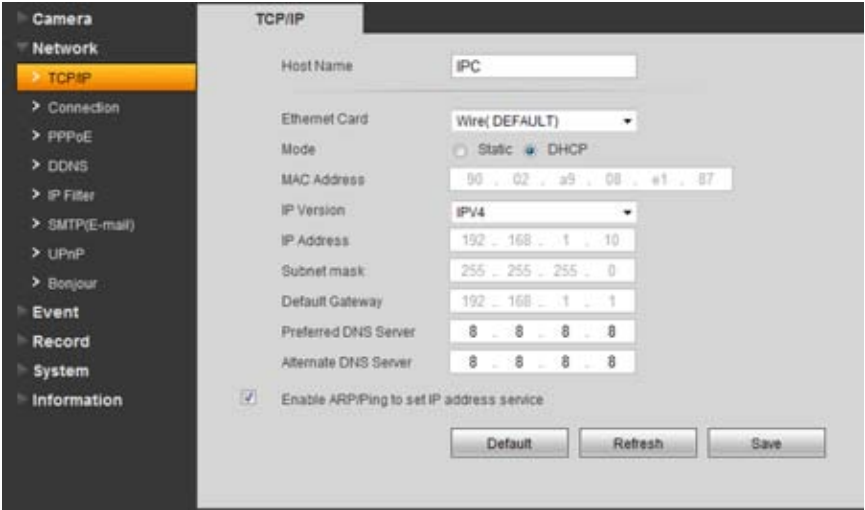 Camera
Network
TCP/IP
Connection
PPPoE
DDNS
IP Filter
SMTP(E-mail)
UPnP
Bonjour
Event
Record
System
Information
TCP/IP
Host Name IPC
Ethernet Card Wire( DEFAULT)
Mode Static DHCP
MAC Address 90 . 02 . a9 . 08 . e1 . 87
IP Version IPV4
IP Address 192 . 168 . 1 . 10
Subnet mask 255 . 255 . 255 . 0
Default Gateway 192 . 168 . 1 . 1
Preferred DNS Server 8 . 8 . 8 . 8
Alternate DNS Server 8 . 8 . 8 . 8
Enable ARP/Ping to set IP address service
Default Refresh Save